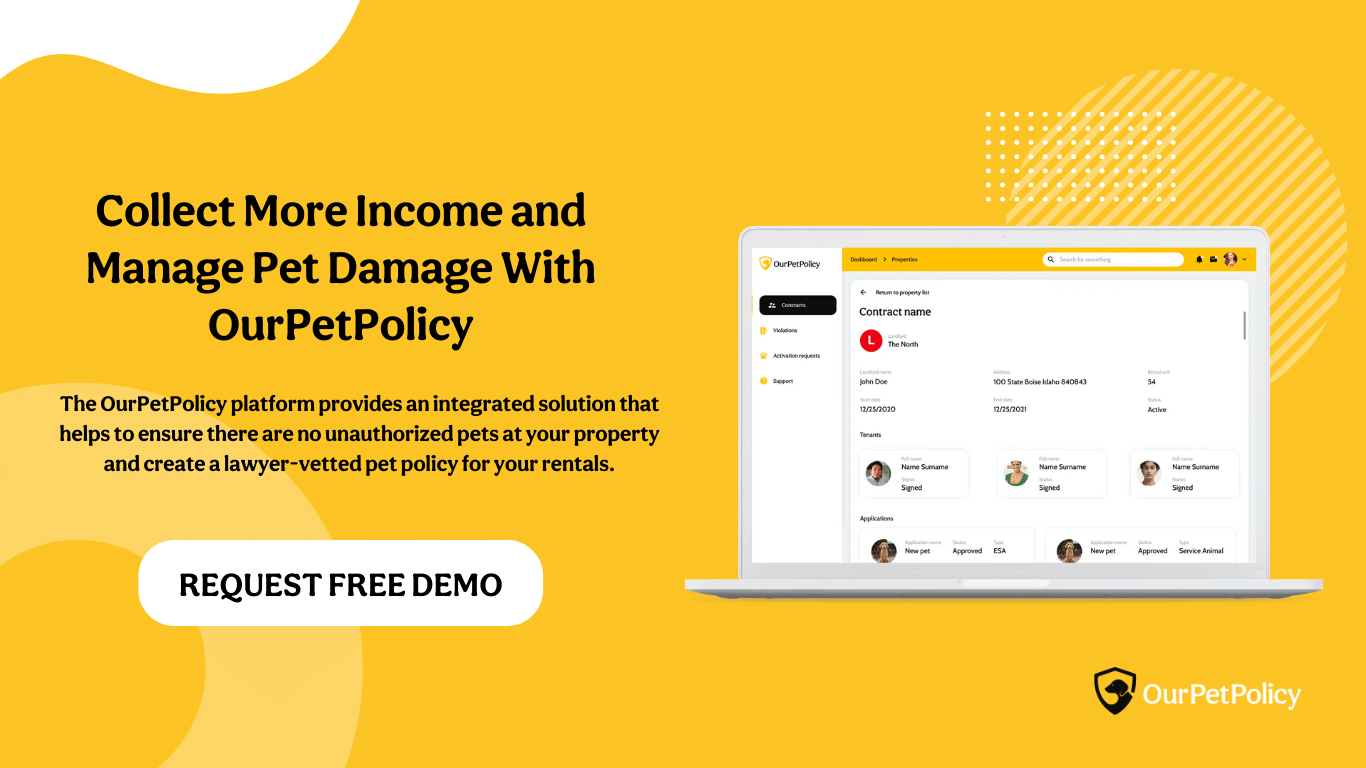 Collect More Income and
Manage Pet Damage With
OurPetPolicy
The OurPetPolicy platform provides an integrated solution that
helps to ensure there are no unauthorized pets at your property
and create a lawyer-vetted pet policy for your rentals.
REQUEST FREE DEMO
OurPetPolicy
Dashboard > Properties
Search for something
Contracts
Violations
Activation requests
Support
Return to property list
Contract name
L
Landlord
The North
Landlord name Address Rental unit
John Doe 100 State Boise Idaho 840843 54
Start date End date Status
12/25/2020 12/25/2021 Active
Tenants
Full name Full name Full name
Name Surname Name Surname Name Surname
Status Status Status
Signed Signed Signed
Applications
Application name Status Type Application name Status Type
New pet Approved ESA New pet Approved Service Animal
OurPetPolicy